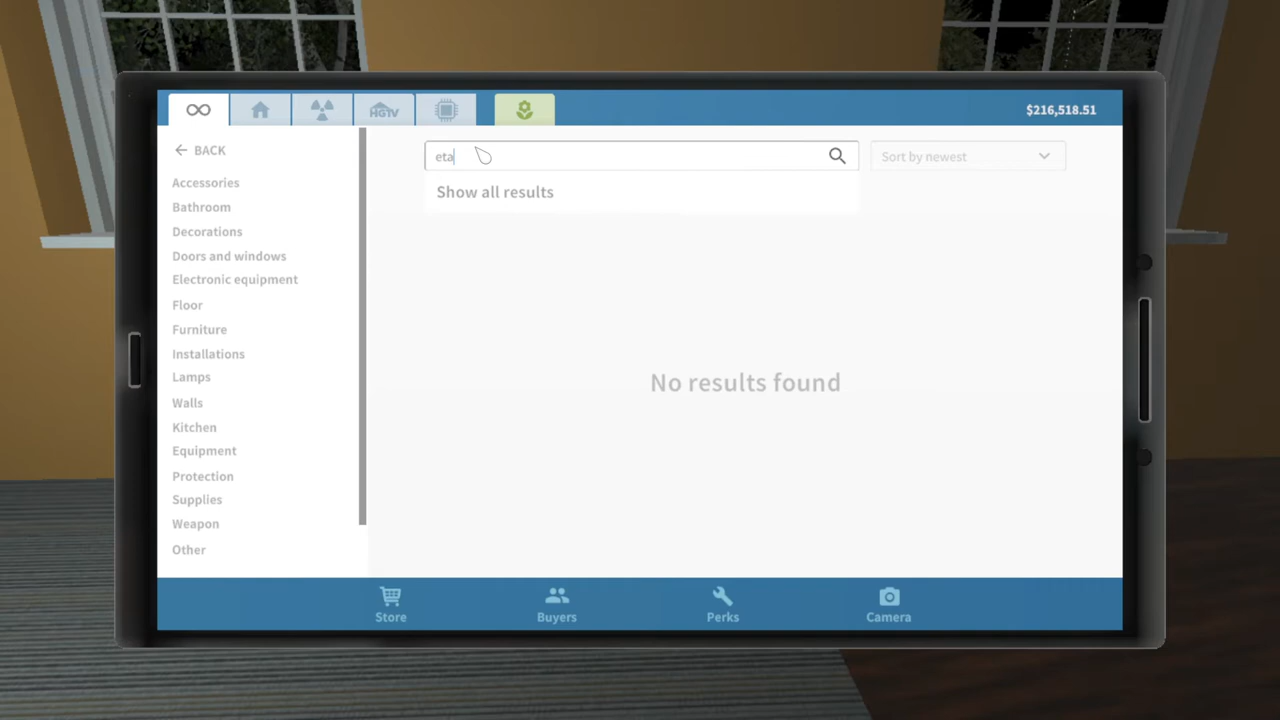 HGTV
$216,518.51
BACK
eta
Sort by newest
Show all results
Accessories
Bathroom
Decorations
Doors and windows
Electronic equipment
Floor
Furniture
Installations
Lamps
Walls
Kitchen
Equipment
Protection
Supplies
Weapon
Other
No results found
Store
Buyers
Perks
Camera